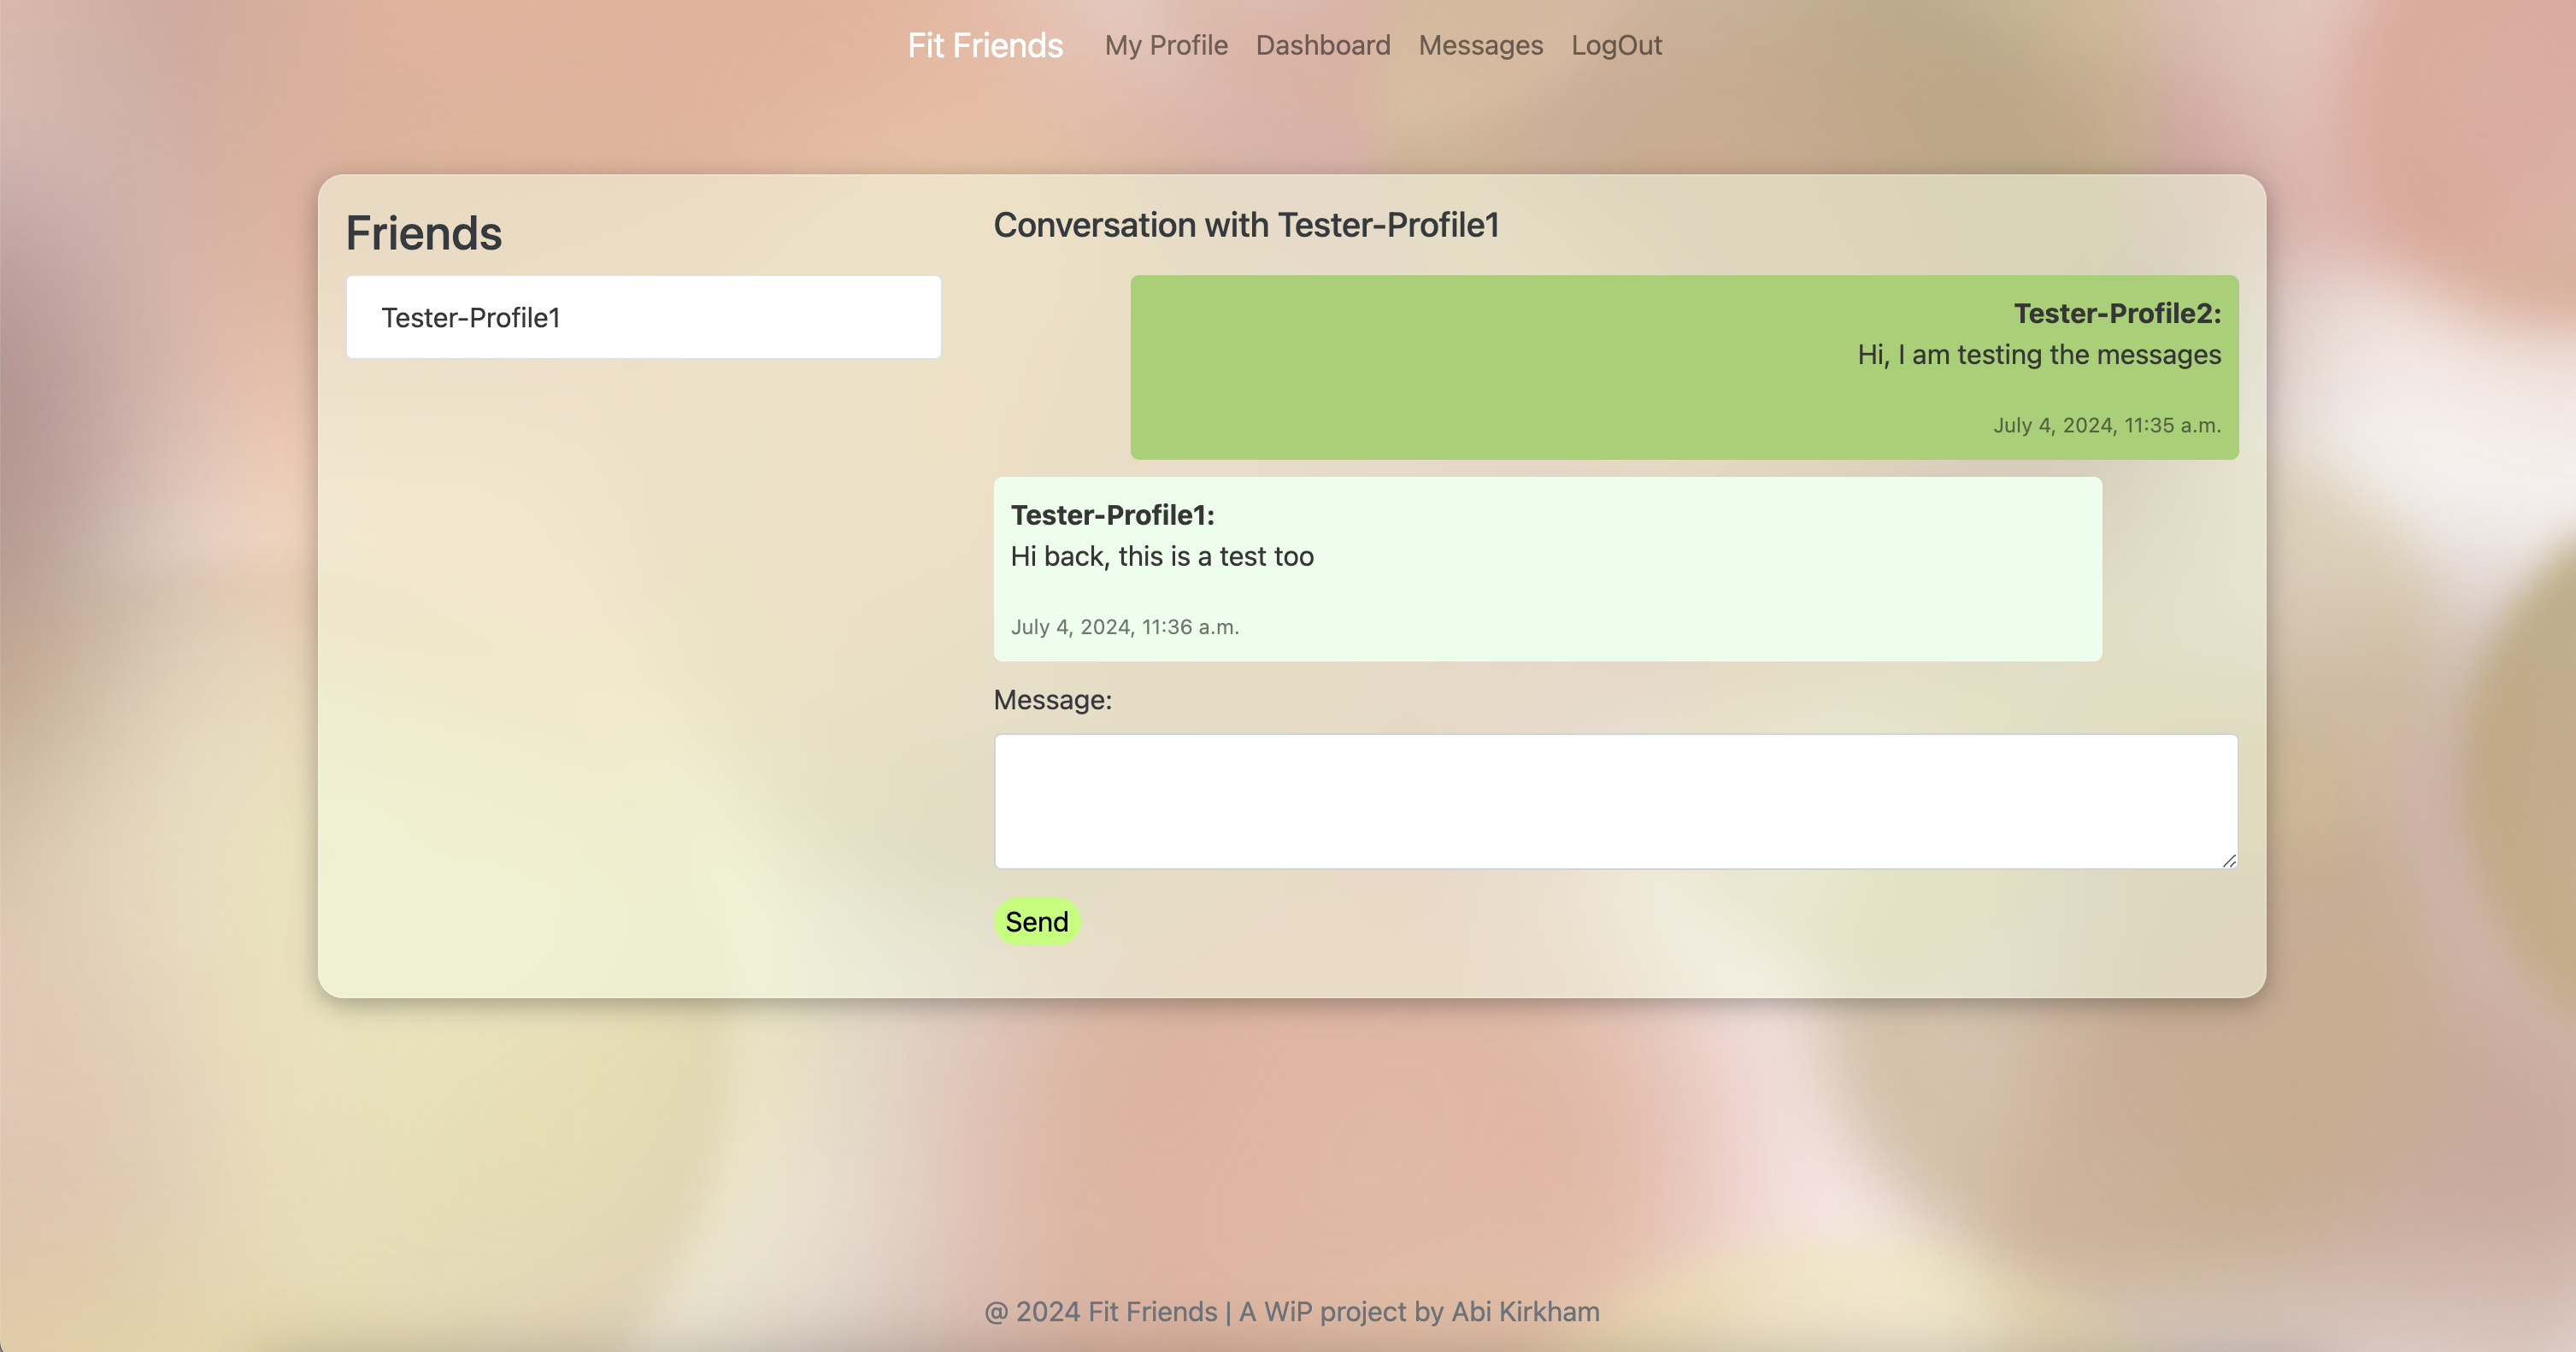 Fit Friends My Profile Dashboard Messages LogOut
Friends
Tester-Profile1
Conversation with Tester-Profile1
Tester-Profile2:
Hi, I am testing the messages
July 4, 2024, 11:35 a.m.
Tester-Profile1:
Hi back, this is a test too
July 4, 2024, 11:36 a.m.
Message:
Send
@ 2024 Fit Friends | A WiP project by Abi Kirkham